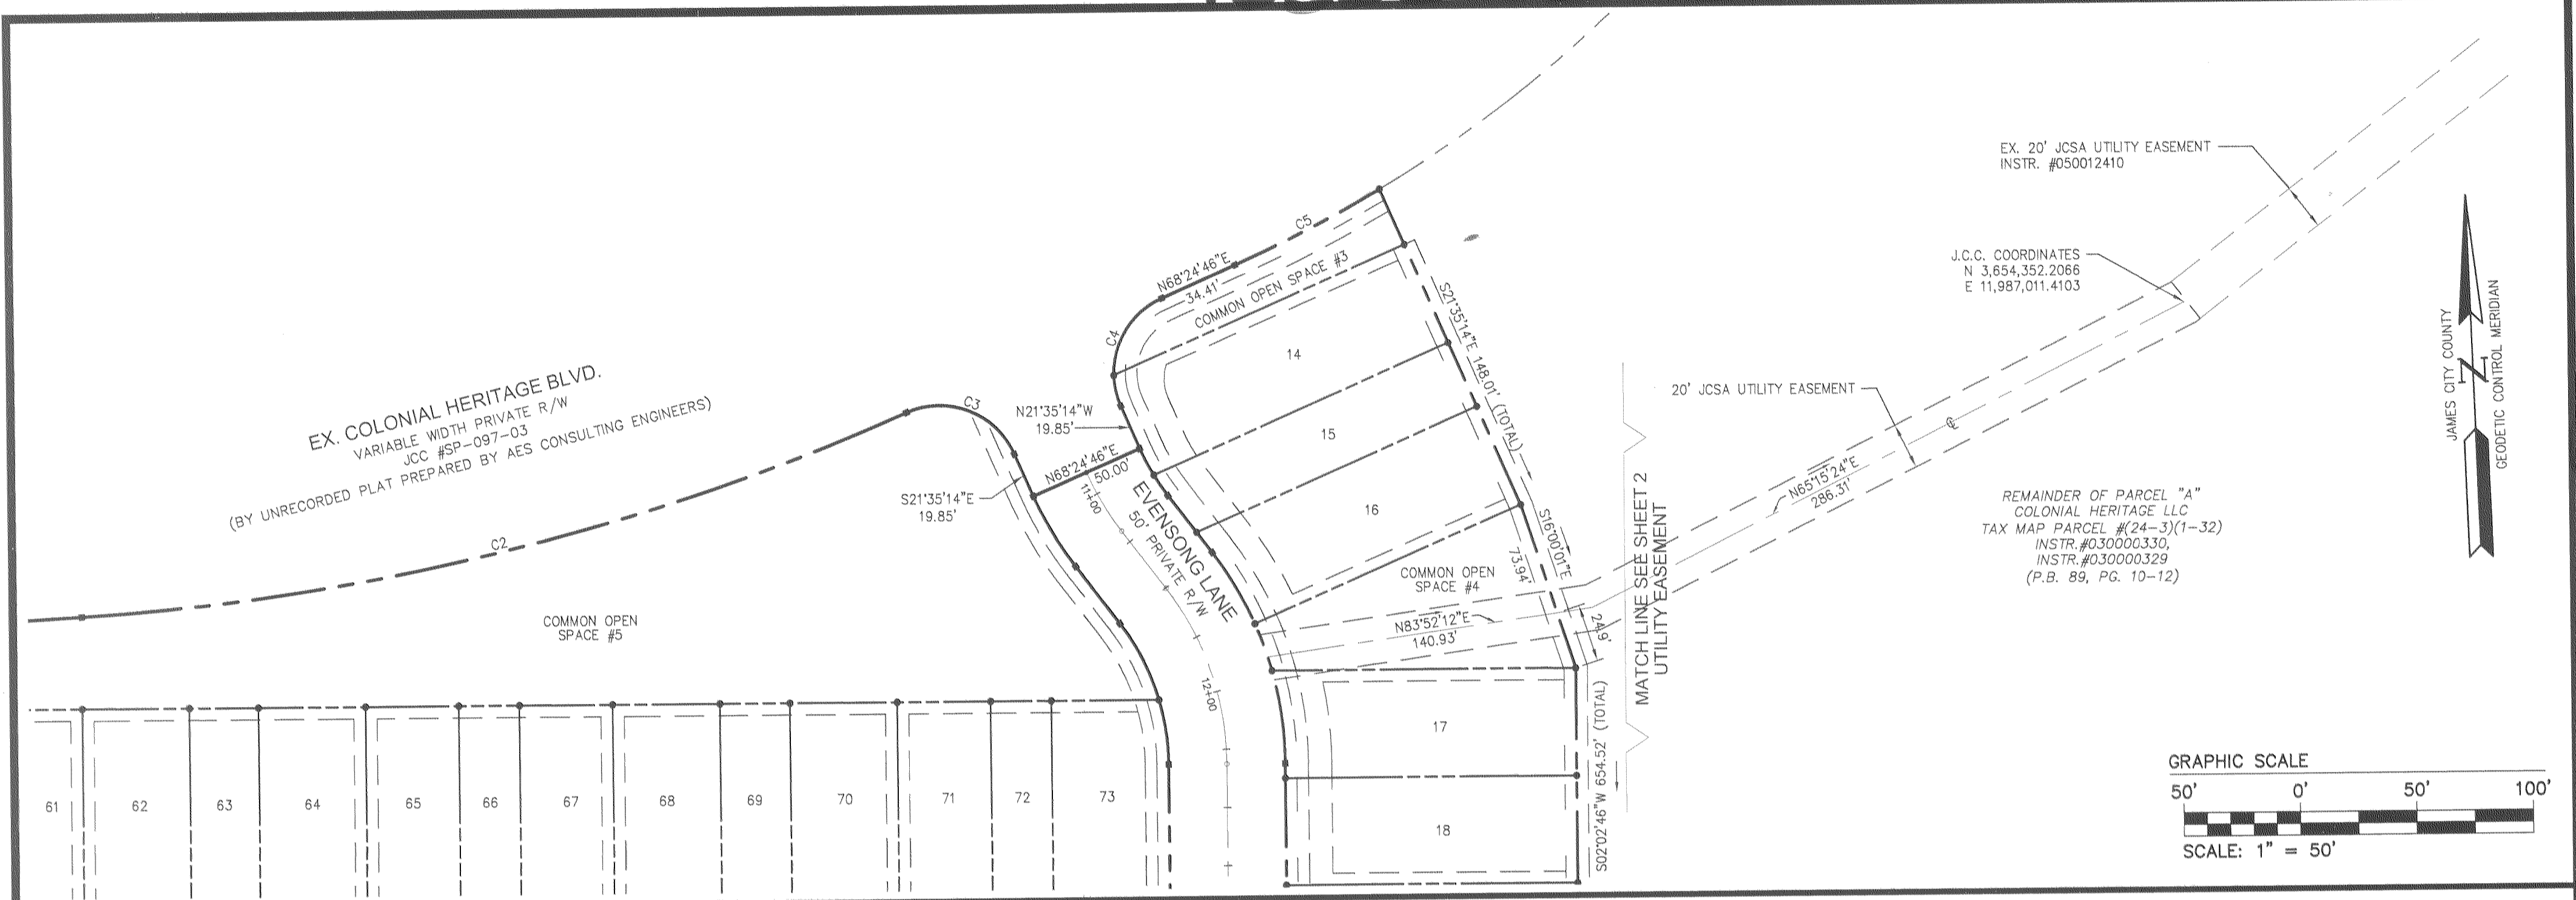 EX. COLONIAL HERITAGE BLVD.
VARIABLE WIDTH PRIVATE R/W
JCC #SP-097-03
(BY UNRECORDED PLAT PREPARED BY AES CONSULTING ENGINEERS)
C2
C3
C4
C5
N68°24'46"E
34.41'
COMMON OPEN SPACE #3
N21°35'14"W
19.85'
N68°24'46"E
50.00'
S21°35'14"E
19.85'
11+00
EVENSONG LANE
50' PRIVATE R/W
12+00
14
15
16
S21°35'14"E 148.01' (TOTAL)
S16°00'01"E
73.94'
COMMON OPEN
SPACE #4
N83°52'12"E
140.93'
24.9'
17
18
S02°02'46"W 654.52' (TOTAL)
MATCH LINE SEE SHEET 2
UTILITY EASEMENT
COMMON OPEN
SPACE #5
61
62
63
64
65
66
67
68
69
70
71
72
73
EX. 20' JCSA UTILITY EASEMENT
INSTR. #050012410
J.C.C. COORDINATES
N 3,654,352.2066
E 11,987,011.4103
20' JCSA UTILITY EASEMENT
N65°15'24"E
286.31'
REMAINDER OF PARCEL "A"
COLONIAL HERITAGE LLC
TAX MAP PARCEL #(24-3)(1-32)
INSTR.#030000330,
INSTR.#030000329
(P.B. 89, PG. 10-12)
JAMES CITY COUNTY
N
GEODETIC CONTROL MERIDIAN
GRAPHIC SCALE
50' 0' 50' 100'
SCALE: 1" = 50'